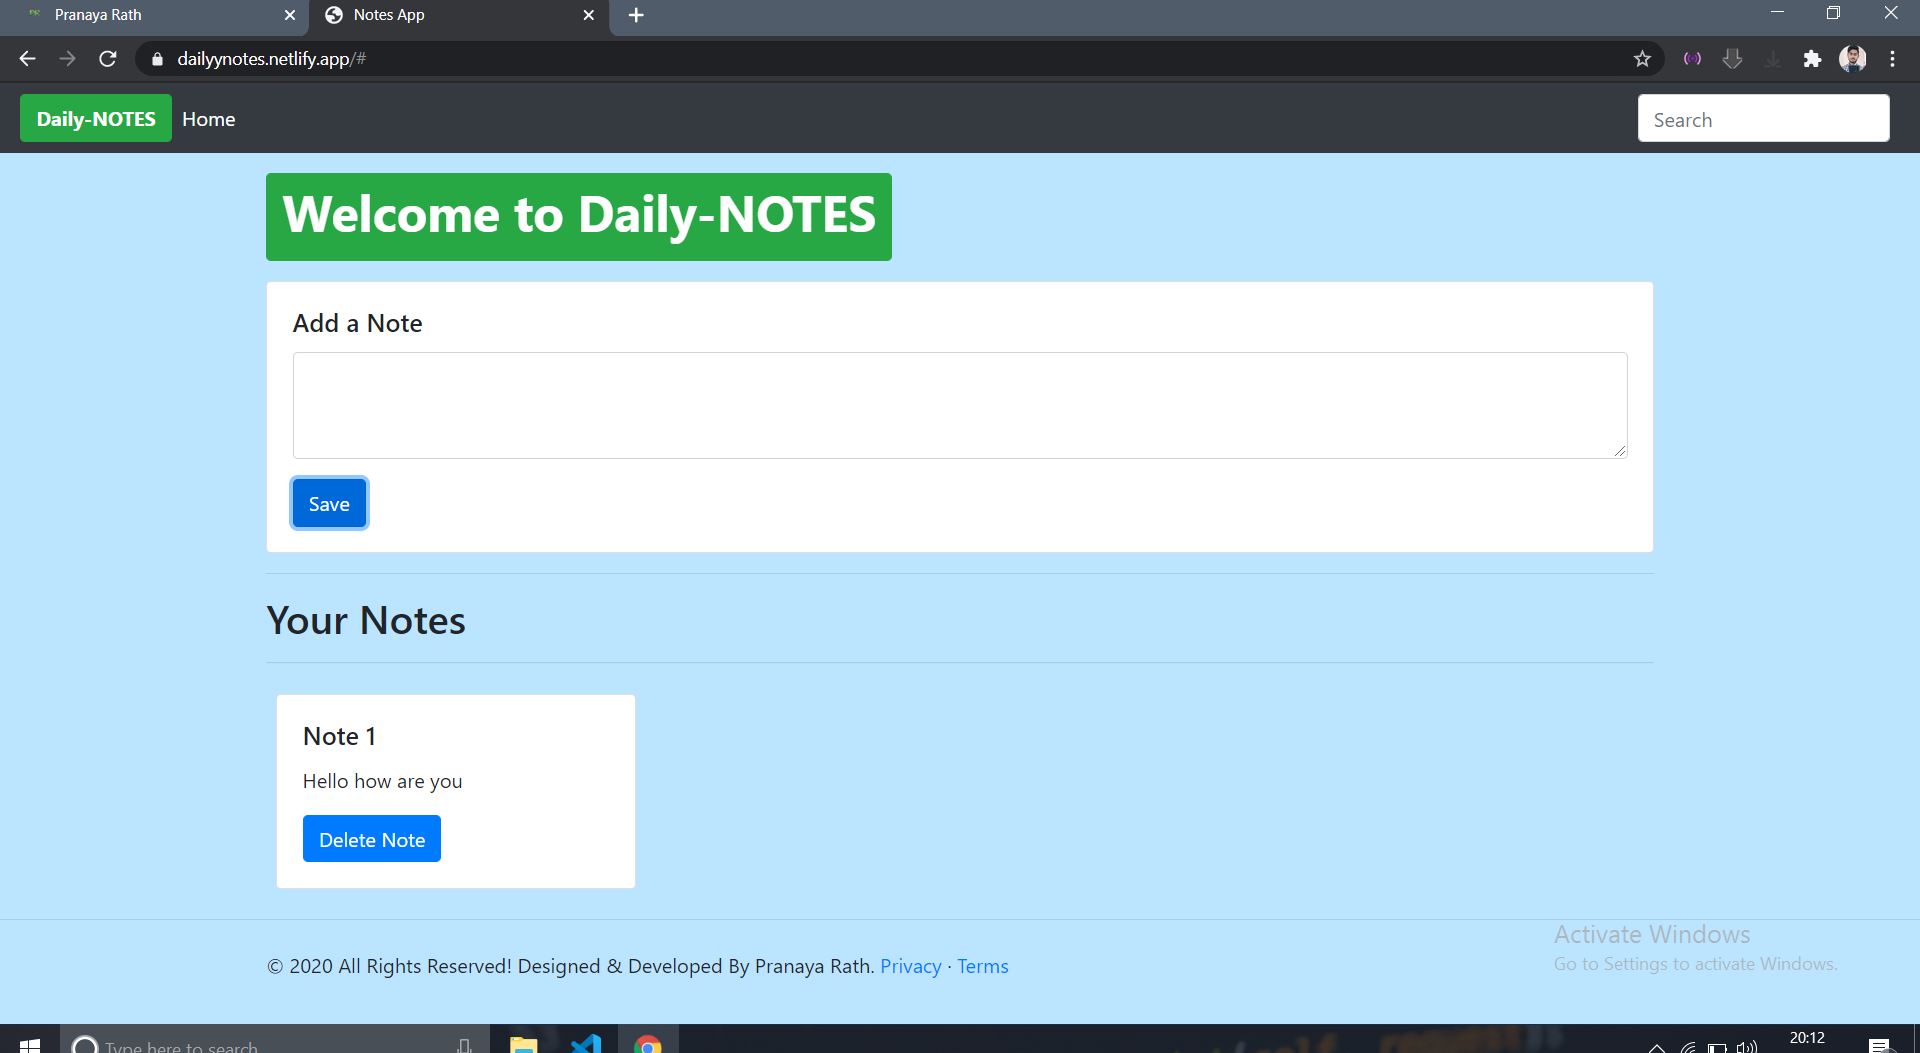 Pranaya Rath
Notes App
dailyynotes.netlify.app/#
Daily-NOTES
Home
Search
Welcome to Daily-NOTES
Add a Note
Save
Your Notes
Note 1
Hello how are you
Delete Note
Activate Windows
Go to Settings to activate Windows.
© 2020 All Rights Reserved! Designed & Developed By Pranaya Rath. Privacy · Terms
Type here to search
20:12